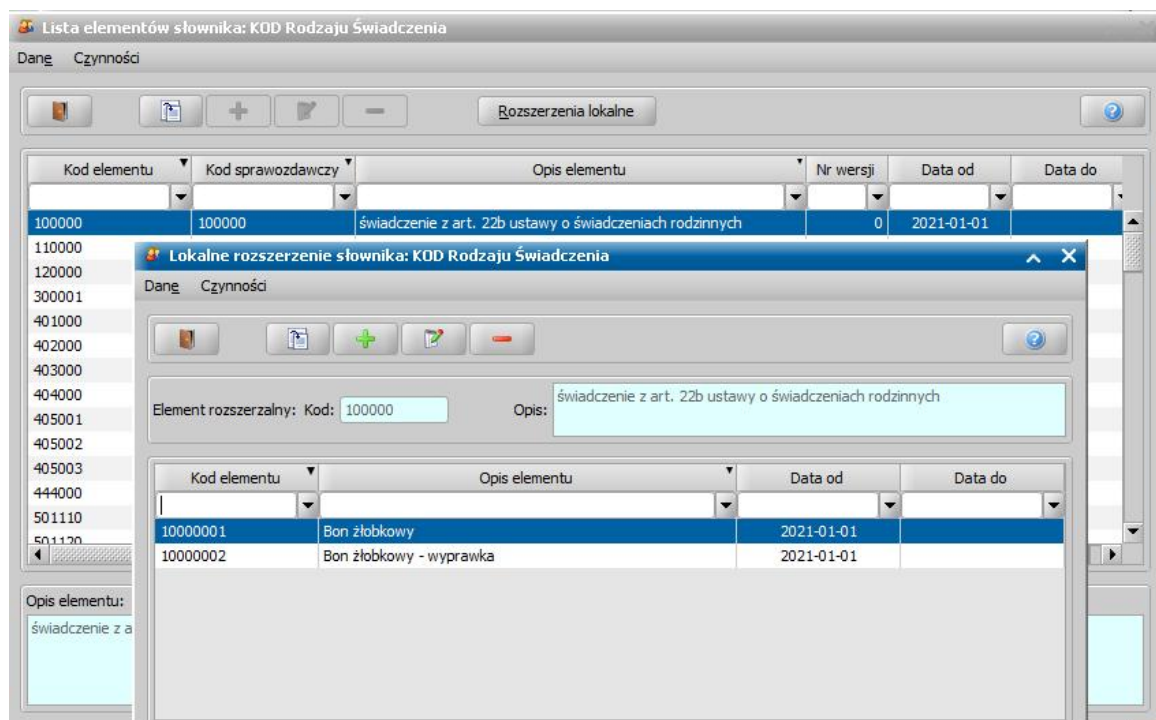 Lista elementów słownika: KOD Rodzaju Świadczenia
Dane Czynności
Rozszerzenia lokalne
Kod elementu Kod sprawozdawczy Opis elementu Nr wersji Data od Data do
100000 100000 świadczenie z art. 22b ustawy o świadczeniach rodzinnych 0 2021-01-01
110000
120000
300001
401000
402000
403000
404000
405001
405002
405003
444000
501110
501120
Opis elementu:
świadczenie z a
Lokalne rozszerzenie słownika: KOD Rodzaju Świadczenia
Dane Czynności
Element rozszerzalny: Kod: 100000 Opis: świadczenie z art. 22b ustawy o świadczeniach rodzinnych
Kod elementu Opis elementu Data od Data do
10000001 Bon żłobkowy 2021-01-01
10000002 Bon żłobkowy - wyprawka 2021-01-01